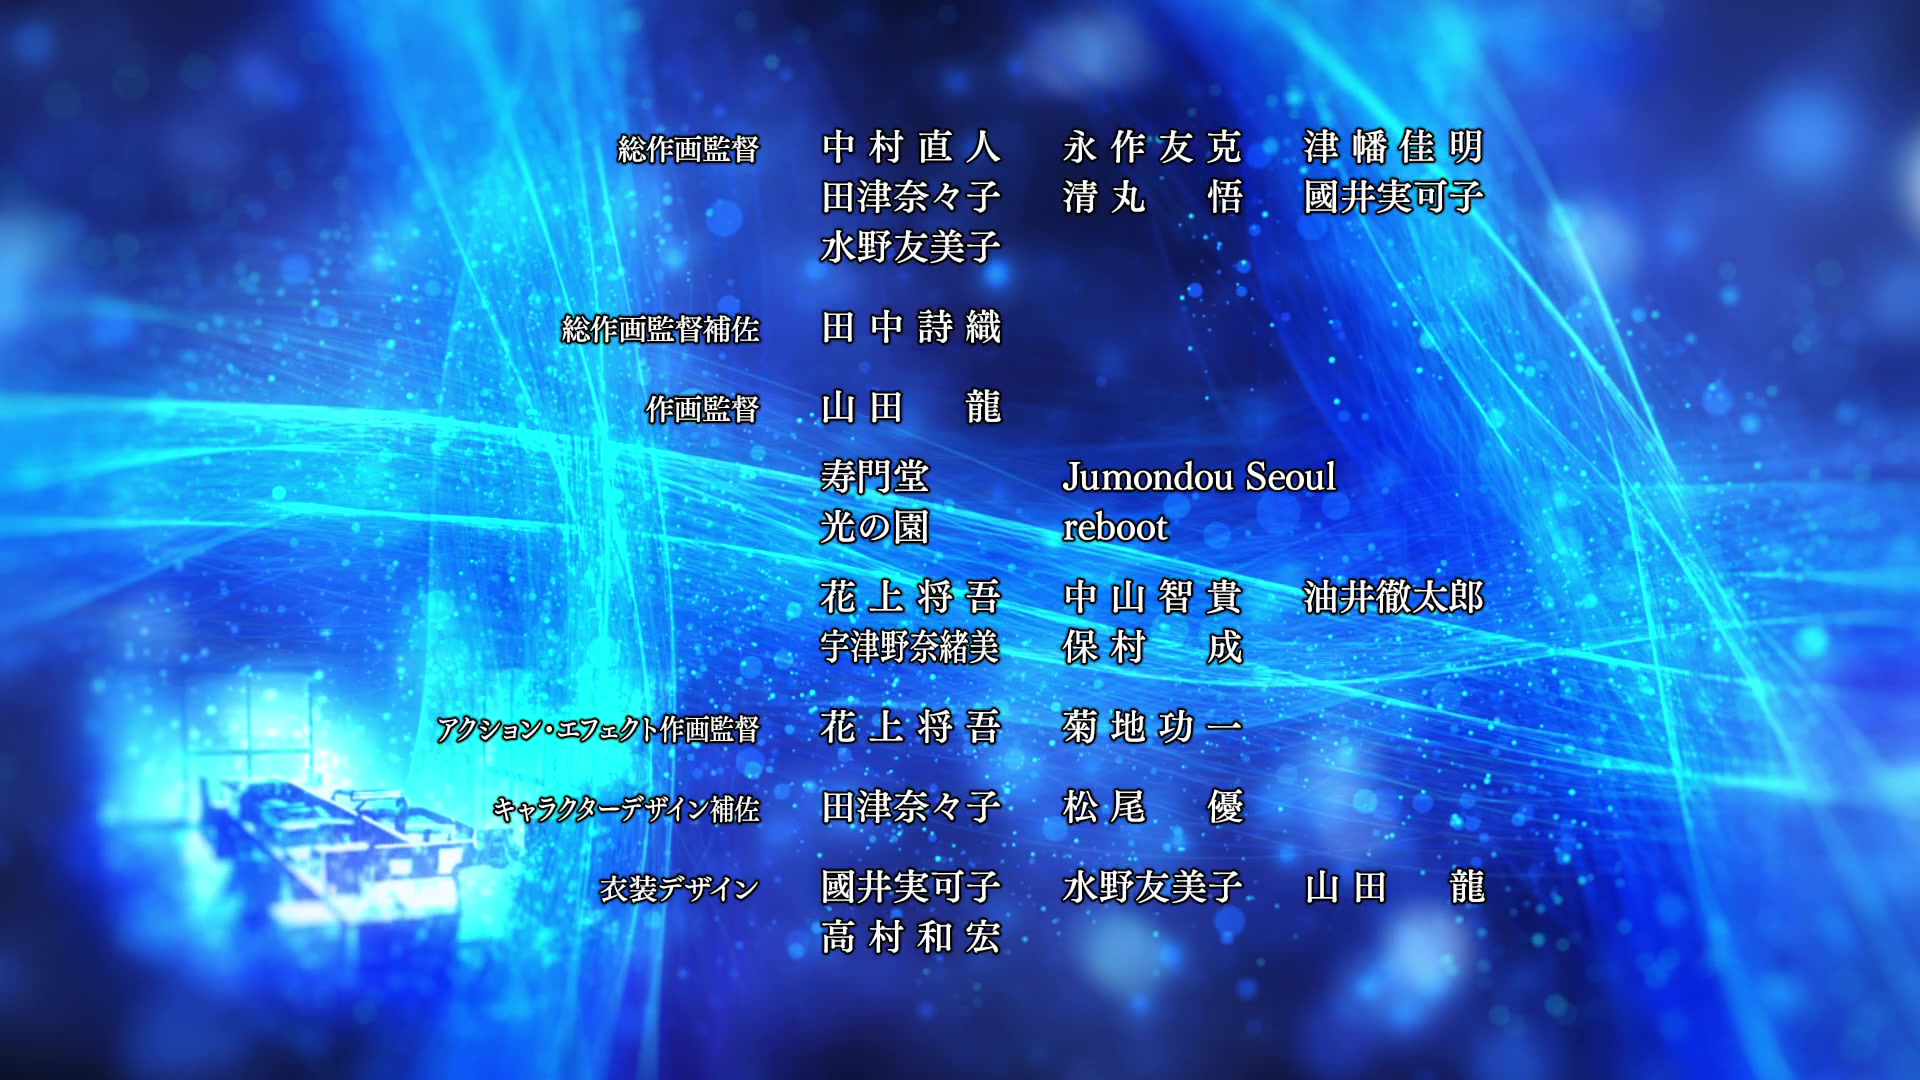 総作画監督 中村直人 永作友克 津幡佳明
田津奈々子 清丸 悟 國井実可子
水野友美子
総作画監督補佐 田中詩織
作画監督 山田 龍
寿門堂 Jumondou Seoul
光の園 reboot
花上将吾 中山智貴 油井徹太郎
宇津野奈緒美 保村 成
アクション・エフェクト作画監督 花上将吾 菊地功一
キャラクターデザイン補佐 田津奈々子 松尾 優
衣装デザイン 國井実可子 水野友美子 山田 龍
高村和宏